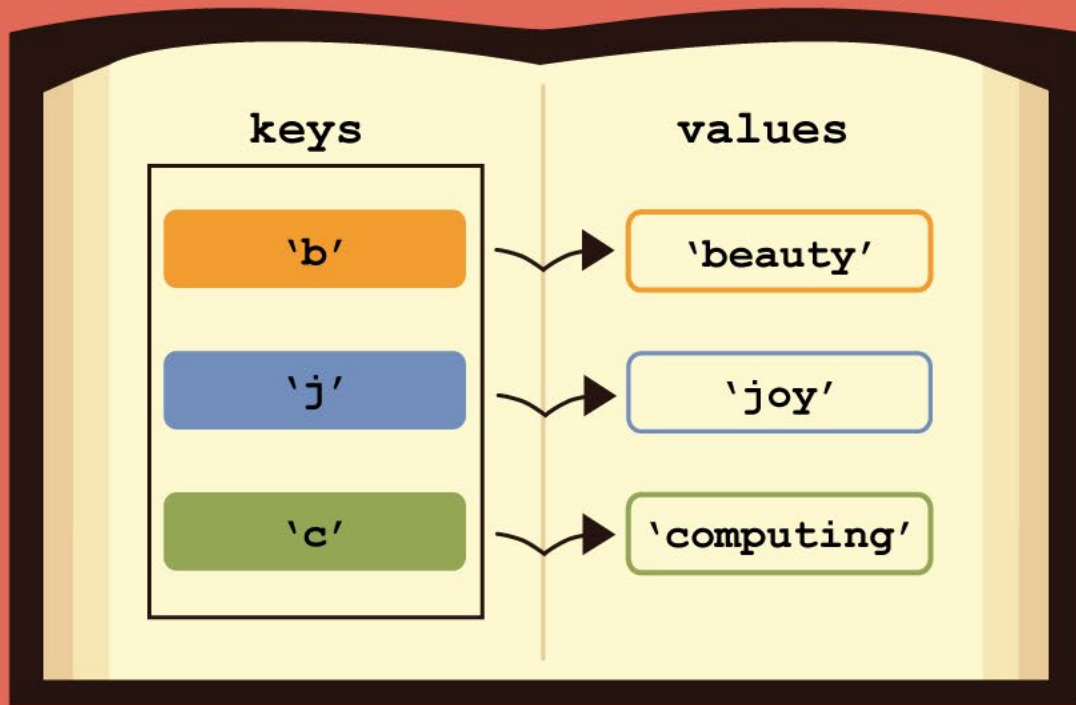 keys values
‘b’ ‘beauty’
‘j’ ‘joy’
‘c’ ‘computing’